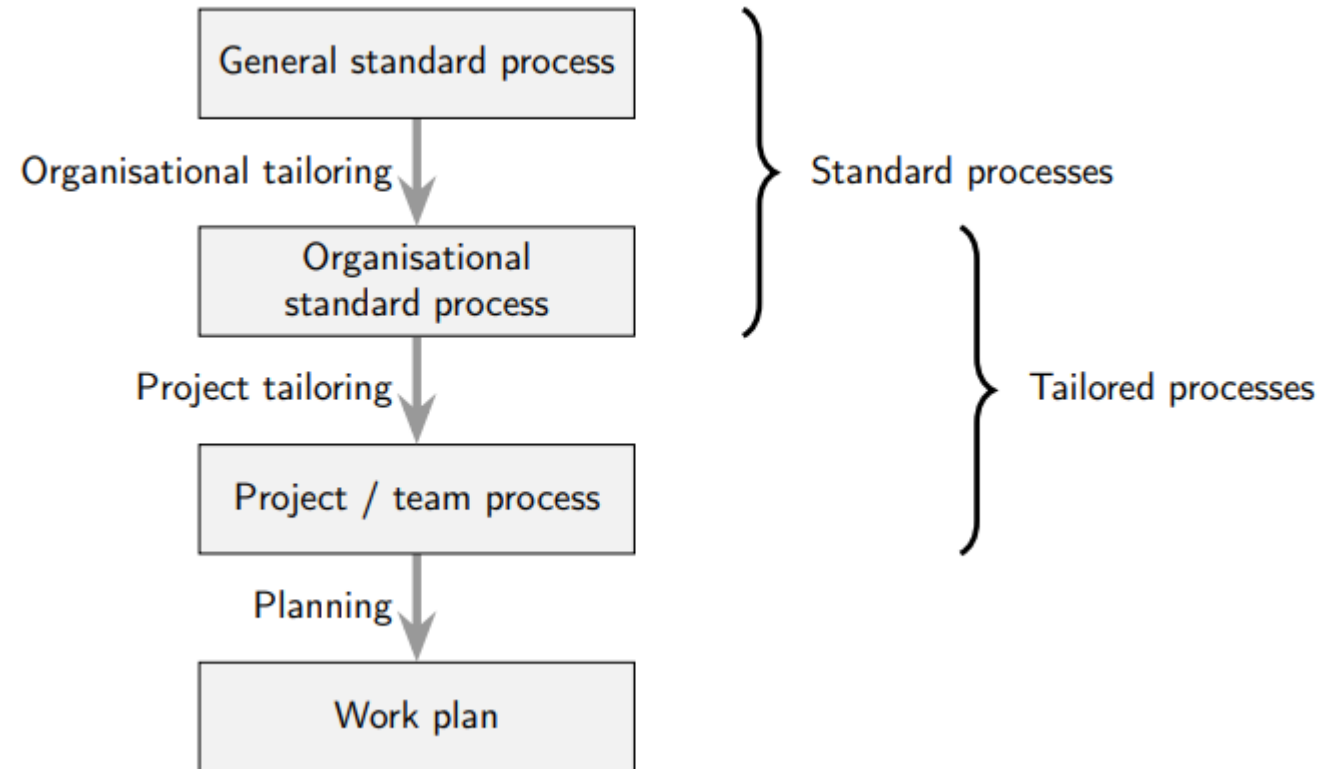 General standard process
Organisational tailoring
Standard processes
Organisational
standard process
Project tailoring
Tailored processes
Project / team process
Planning
Work plan